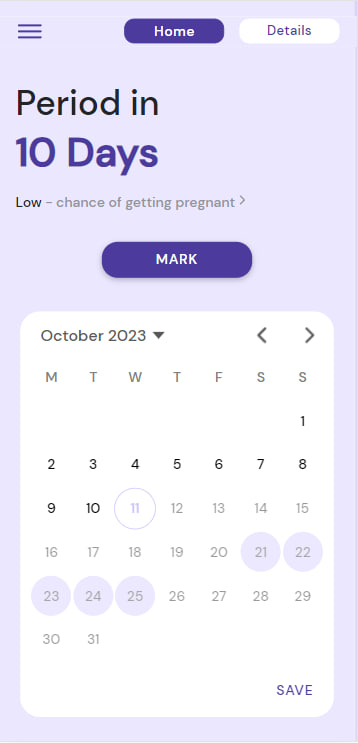 Home Details
Period in
10 Days
Low - chance of getting pregnant >
MARK
October 2023
M T W T F S S
1
2 3 4 5 6 7 8
9 10 11 12 13 14 15
16 17 18 19 20 21 22
23 24 25 26 27 28 29
30 31
SAVE